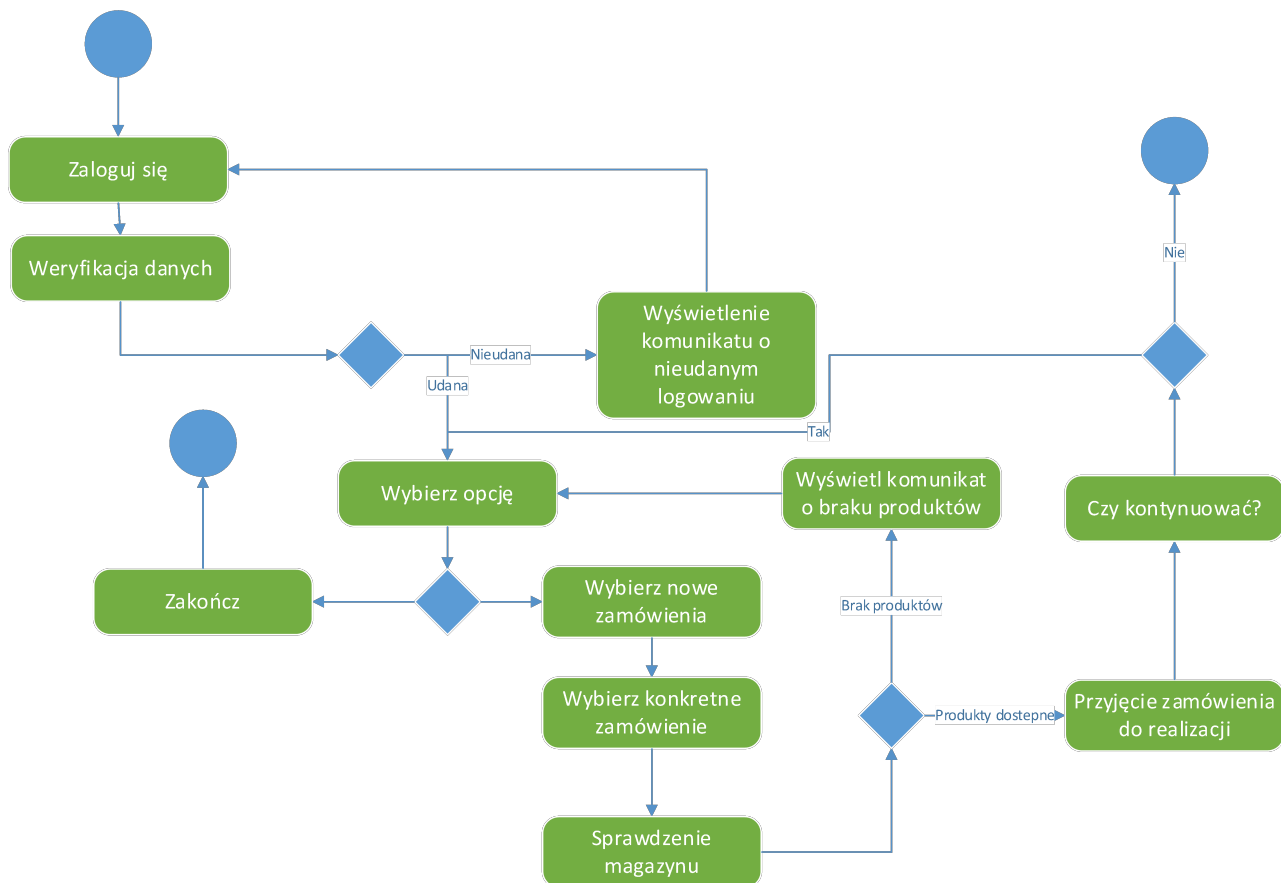 Zaloguj się
Weryfikacja danych
Wyświetlenie
komunikatu o
nieudanym
logowaniu
Nieudana
Udana
Nie
Tak
Wybierz opcję
Wyświetl komunikat
o braku produktów
Czy kontynuować?
Zakończ
Wybierz nowe
zamówienia
Brak produktów
Wybierz konkretne
zamówienie
Produkty dostepne
Przyjęcie zamówienia
do realizacji
Sprawdzenie
magazynu